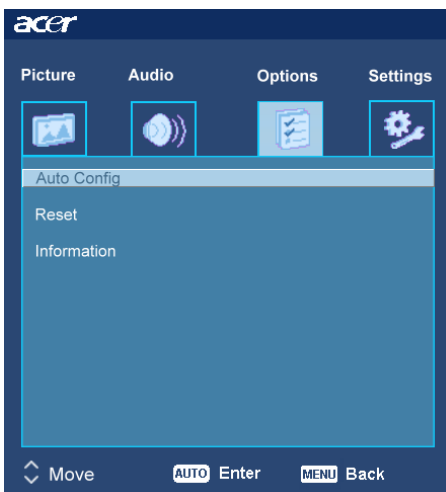 acer
Picture Audio Options Settings
Auto Config
Reset
Information
Move AUTO Enter MENU Back